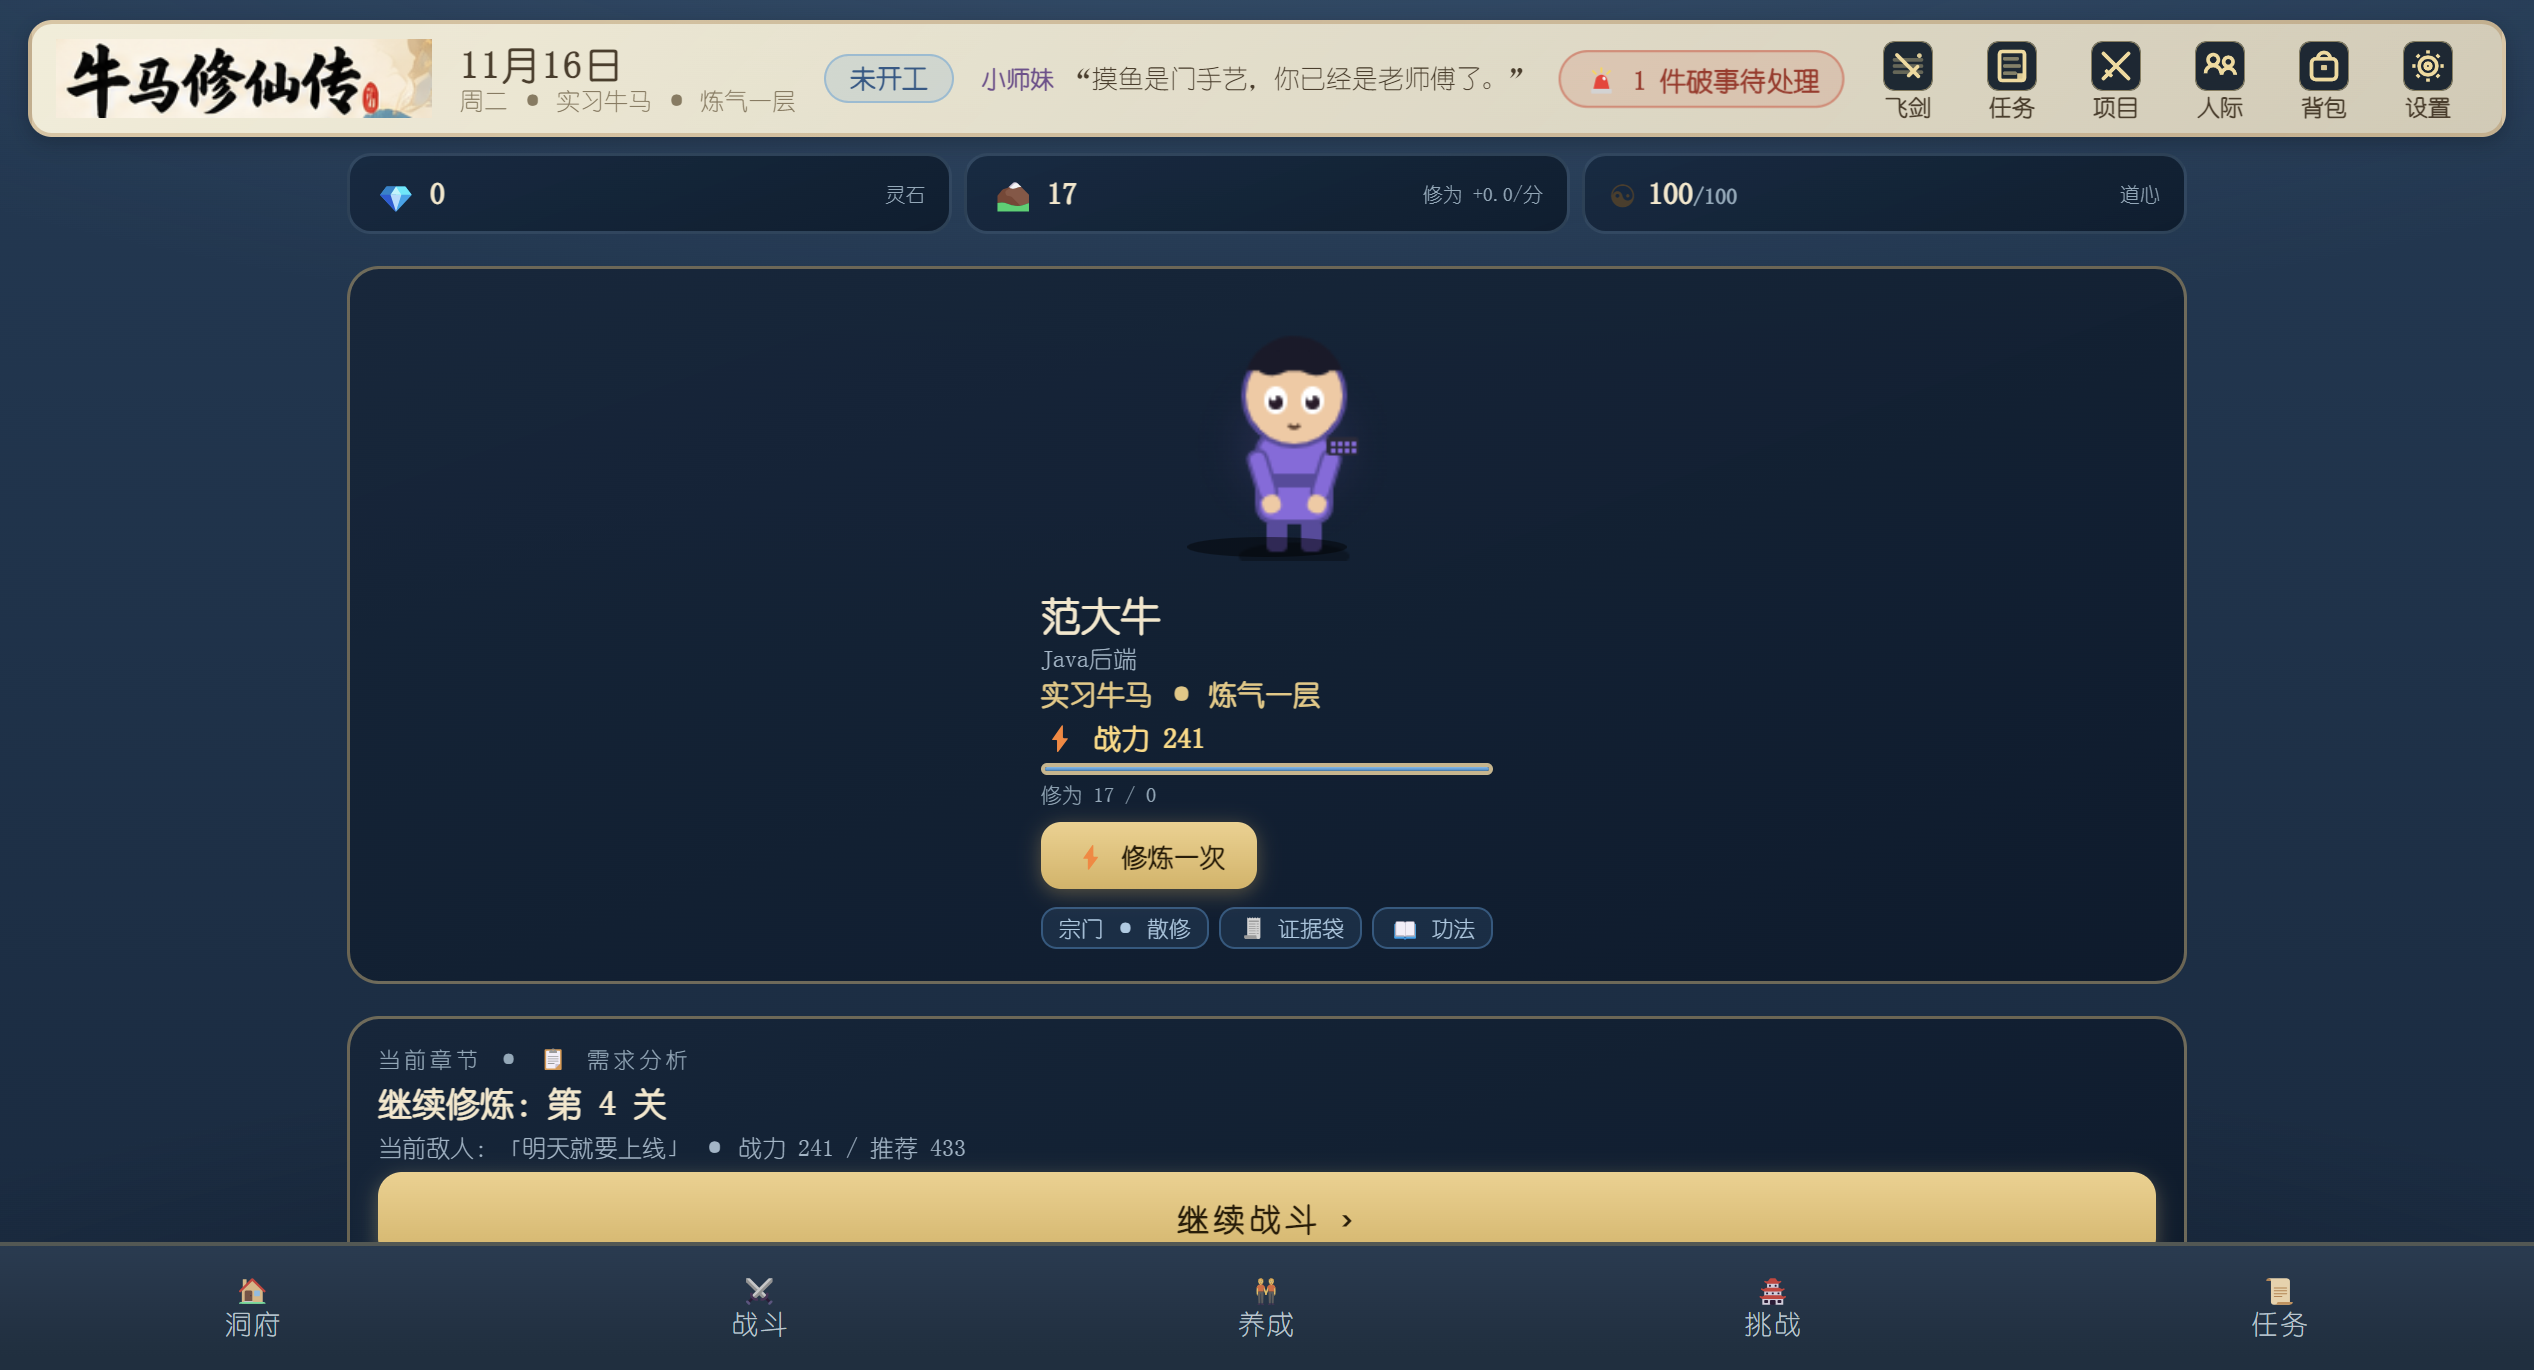 牛马修仙传
11月16日
周二 • 实习牛马 • 炼气一层
未开工
小师妹 “摸鱼是门手艺，你已经是老师傅了。”
1 件破事待处理
飞剑
任务
项目
人际
背包
设置
0 灵石
17 修为 +0.0/分
100/100 道心
范大牛
Java后端
实习牛马 • 炼气一层
战力 241
修为 17 / 0
修炼一次
宗门 • 散修
证据袋
功法
当前章节 • 需求分析
继续修炼：第 4 关
当前敌人：「明天就要上线」 • 战力 241 / 推荐 433
继续战斗 ›
洞府
战斗
养成
挑战
任务